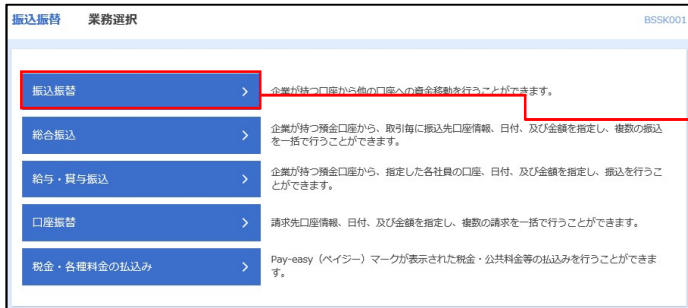 振込振替 業務選択 BSSK001
振込振替 企業が持つ口座から他の口座への資金移動を行うことができます。
総合振込 企業が持つ預金口座から、取引毎に振込先口座情報、日付、及び金額を指定し、複数の振込
を一括で行うことができます。
給与・賞与振込 企業が持つ預金口座から、指定した各社員の口座、日付、及び金額を指定し、振込を行うこ
とができます。
口座振替 請求先口座情報、日付、及び金額を指定し、複数の請求を一括で行うことができます。
税金・各種料金の払込み Pay-easy（ペイジー）マークが表示された税金・公共料金等の払込みを行うことができま
す。